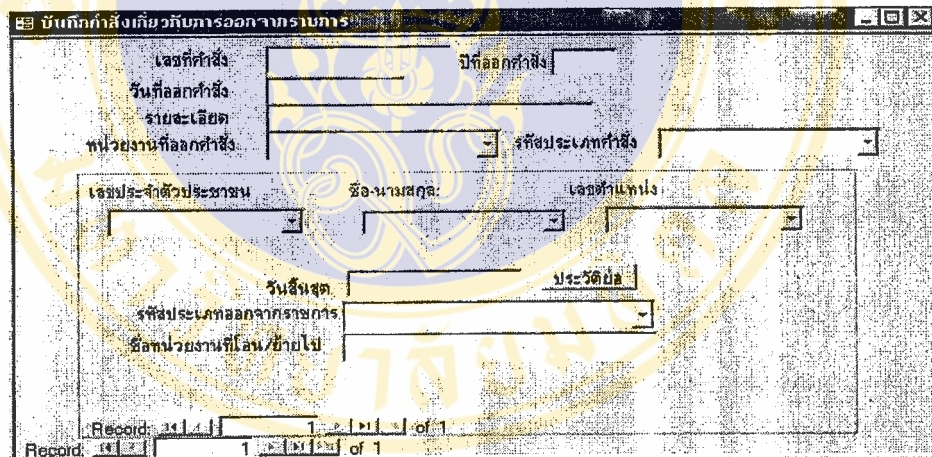 บันทึกคำสั่งเกี่ยวกับการออกจากราชการ
เลขที่คำสั่ง ปีที่ออกคำสั่ง
วันที่ออกคำสั่ง
รายละเอียด
หน่วยงานที่ออกคำสั่ง รหัสประเภทคำสั่ง
เลขประจำตัวประชาชน ชื่อ-นามสกุล: เลขตำแหน่ง
วันสิ้นสุด ประวัติย่อ
รหัสประเภทออกจากราชการ
ชื่อหน่วยงานที่โอน/ย้ายไป
Record: 1 of 1
Record: 1 of 1